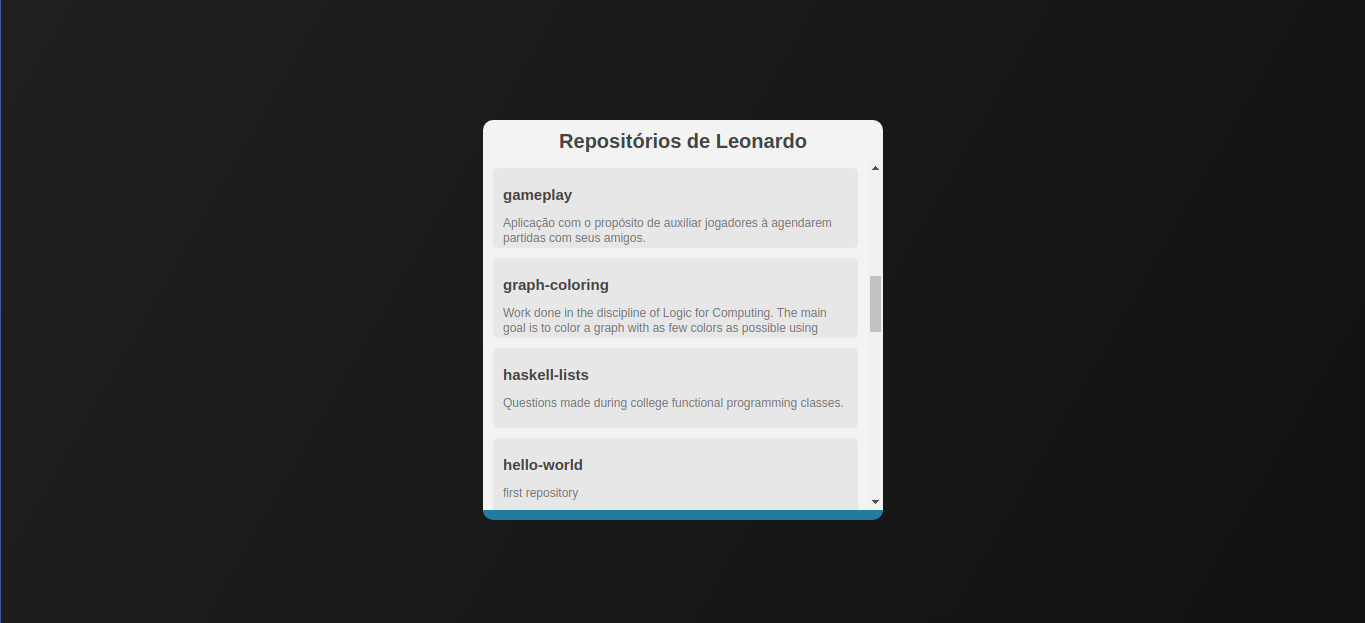 Repositórios de Leonardo
gameplay
Aplicação com o propósito de auxiliar jogadores à agendarem
partidas com seus amigos.
graph-coloring
Work done in the discipline of Logic for Computing. The main
goal is to color a graph with as few colors as possible using
haskell-lists
Questions made during college functional programming classes.
hello-world
first repository